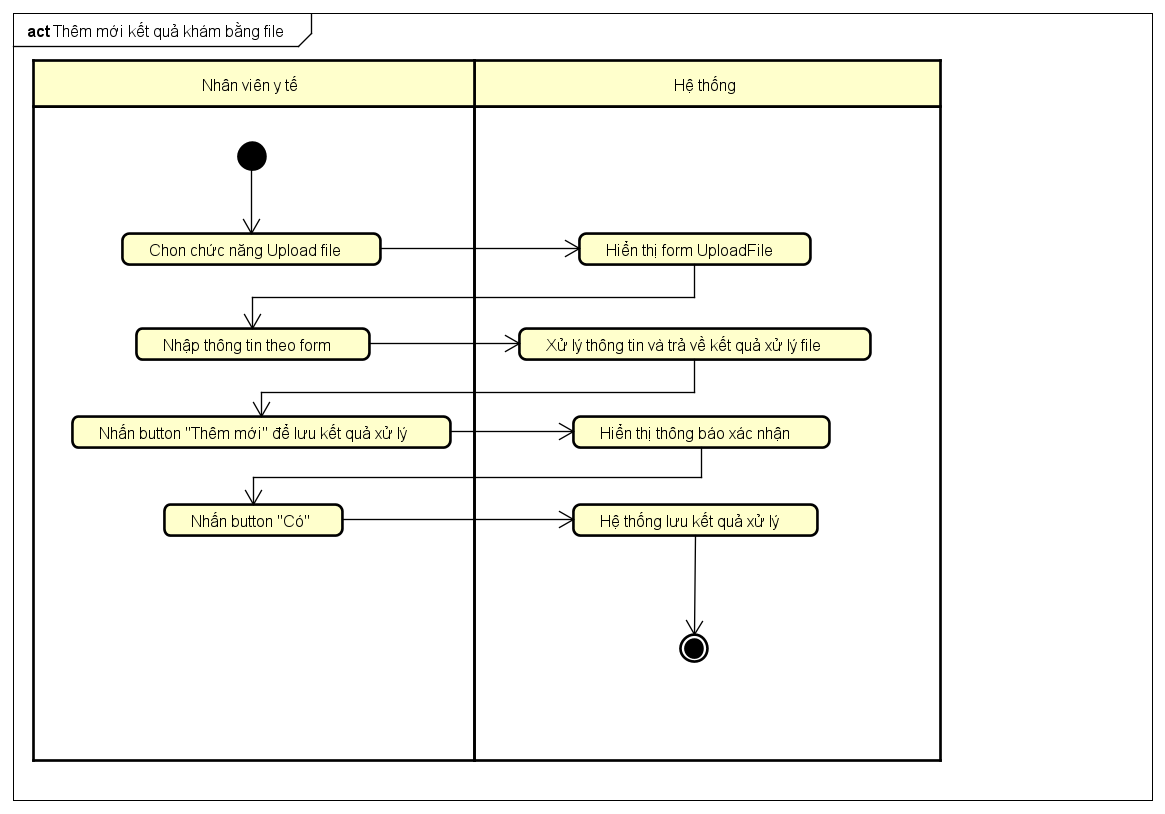 act Thêm mới kết quả khám bằng file
Nhân viên y tế
Hệ thống
Chon chức năng Upload file
Hiển thị form UploadFile
Nhập thông tin theo form
Xử lý thông tin và trả về kết quả xử lý file
Nhấn button "Thêm mới" để lưu kết quả xử lý
Hiển thị thông báo xác nhận
Nhấn button "Có"
Hệ thống lưu kết quả xử lý